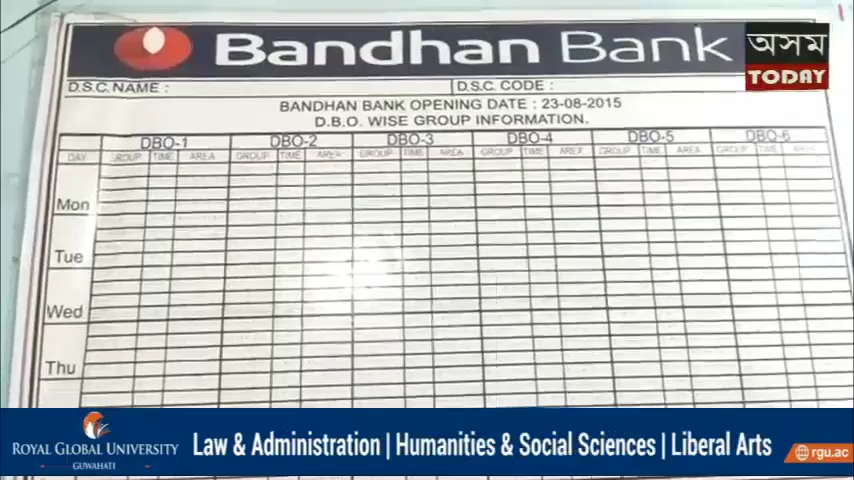 Bandhan Bank
অসম
TODAY
D.S.C. NAME :
D.S.C. CODE :
BANDHAN BANK OPENING DATE : 23-08-2015
D.B.O. WISE GROUP INFORMATION.
DBO-1 DBO-2 DBO-3 DBO-4 DBO-5 DBO-6
DAY GROUP TIME AREA GROUP TIME AREA GROUP TIME AREA GROUP TIME AREA GROUP TIME AREA GROUP TIME AREA
Mon
Tue
Wed
Thu
ROYAL GLOBAL UNIVERSITY
GUWAHATI
Law & Administration | Humanities & Social Sciences | Liberal Arts
rgu.ac